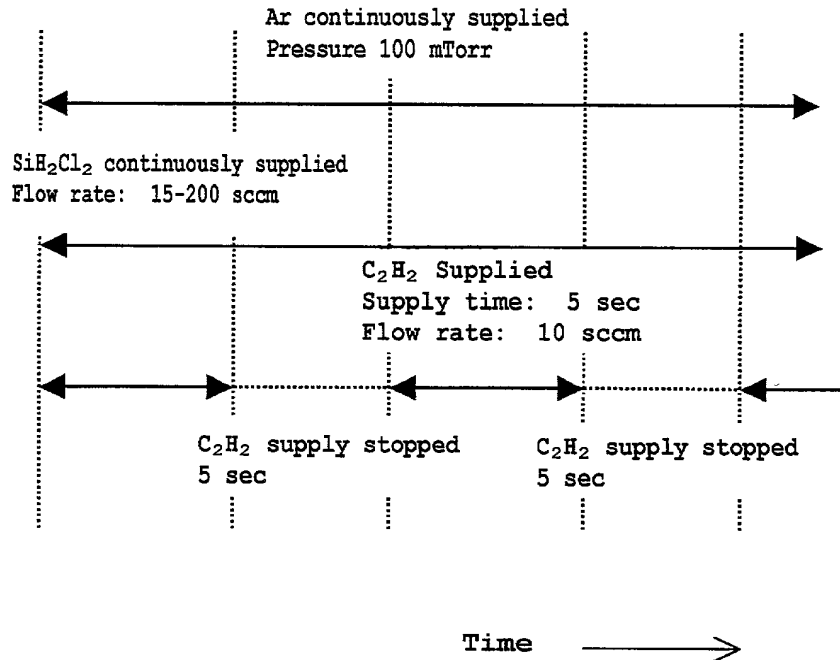 Ar continuously supplied
Pressure 100 mTorr
SiH₂Cl₂ continuously supplied
Flow rate: 15-200 sccm
C₂H₂ Supplied
Supply time: 5 sec
Flow rate: 10 sccm
C₂H₂ supply stopped
5 sec
C₂H₂ supply stopped
5 sec
Time